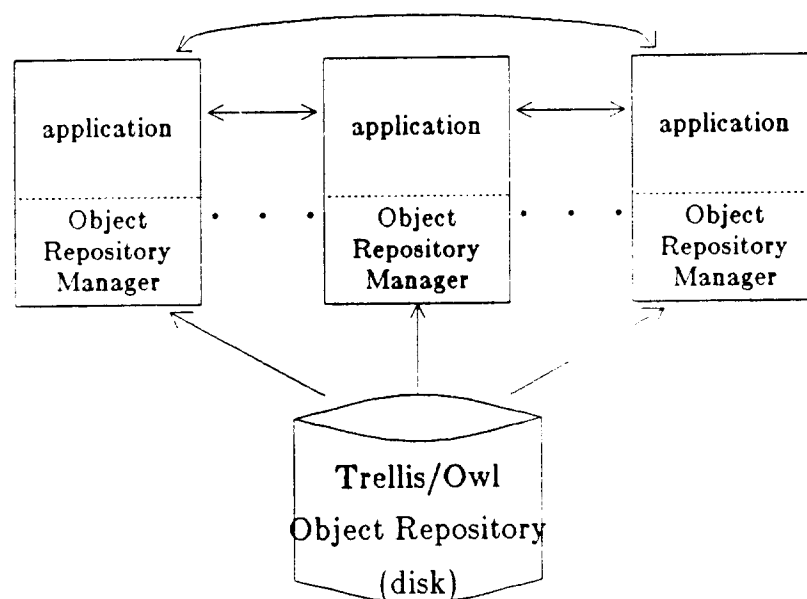 application
application
application
Object
Repository
Manager
Object
Repository
Manager
Object
Repository
Manager
Trellis/Owl
Object Repository
(disk)